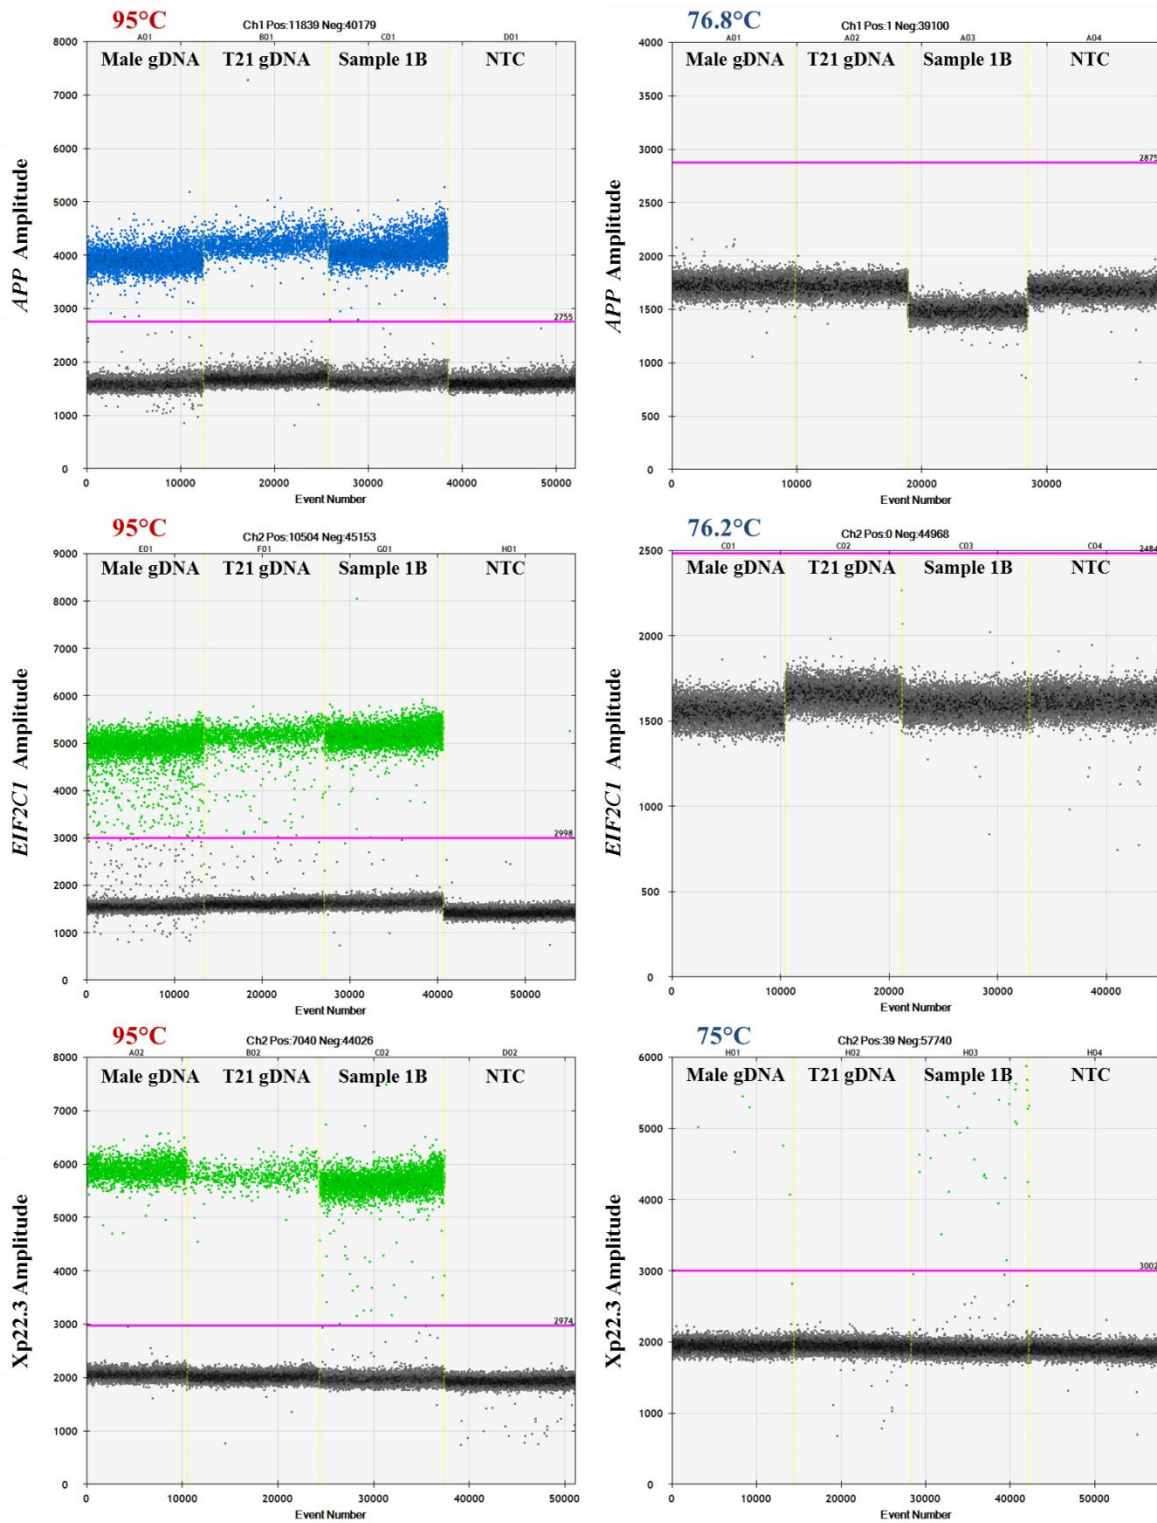 95°C
Ch1 Pos:11839 Neg:40179
A01 B01 C01 D01
Male gDNA T21 gDNA Sample 1B NTC
8000
7000
6000
5000
4000
3000
2000
1000
0
2755
APP Amplitude
0 10000 20000 30000 40000 50000
Event Number
76.8°C
Ch1 Pos:1 Neg:39100
A01 A02 A03 A04
Male gDNA T21 gDNA Sample 1B NTC
4000
3500
3000
2500
2000
1500
1000
500
0
2875
APP Amplitude
0 10000 20000 30000
Event Number
95°C
Ch2 Pos:10504 Neg:45153
E01 F01 G01 H01
Male gDNA T21 gDNA Sample 1B NTC
9000
8000
7000
6000
5000
4000
3000
2000
1000
0
2998
EIF2C1 Amplitude
0 10000 20000 30000 40000 50000
Event Number
76.2°C
Ch2 Pos:0 Neg:44968
C01 C02 C03 C04
Male gDNA T21 gDNA Sample 1B NTC
2500
2000
1500
1000
500
0
2484
EIF2C1 Amplitude
0 10000 20000 30000 40000
Event Number
95°C
Ch2 Pos:7040 Neg:44026
A02 B02 C02 D02
Male gDNA T21 gDNA Sample 1B NTC
8000
7000
6000
5000
4000
3000
2000
1000
0
2974
Xp22.3 Amplitude
0 10000 20000 30000 40000 50000
Event Number
75°C
Ch2 Pos:39 Neg:57740
H01 H02 H03 H04
Male gDNA T21 gDNA Sample 1B NTC
6000
5000
4000
3000
2000
1000
0
3002
Xp22.3 Amplitude
0 10000 20000 30000 40000 50000
Event Number